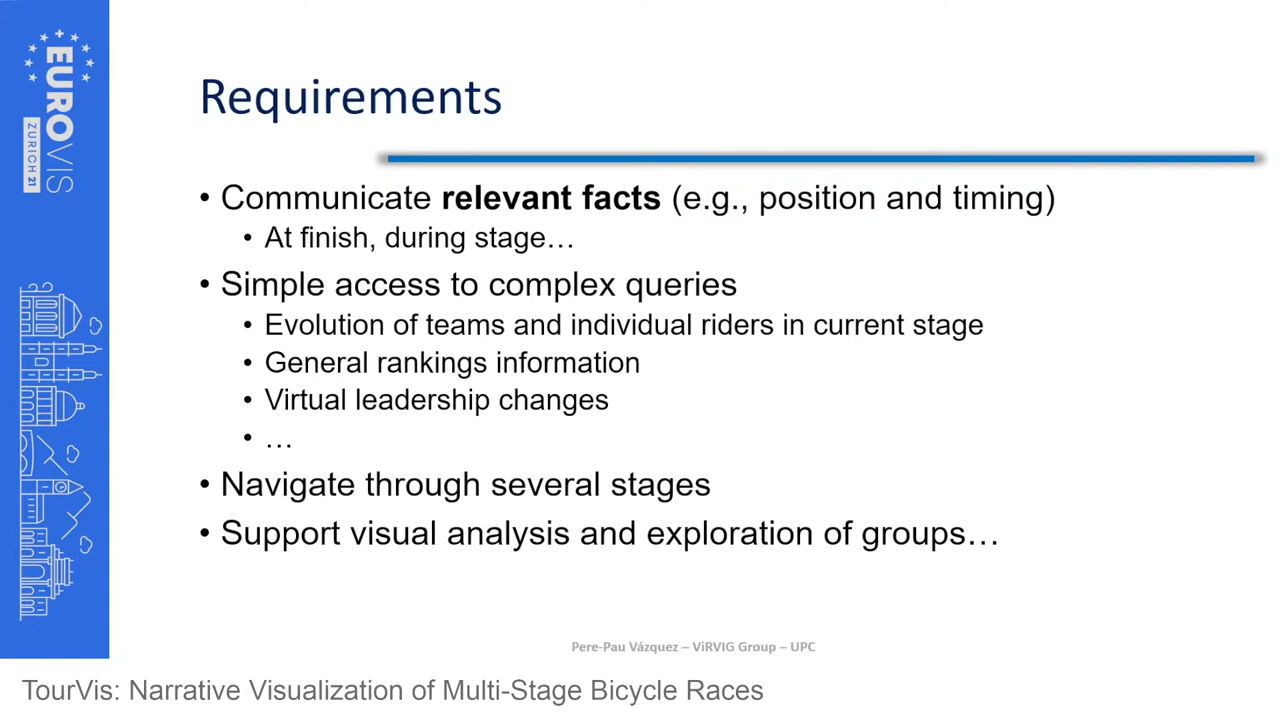 EUROVIS
ZURICH 21
Requirements
• Communicate relevant facts (e.g., position and timing)
• At finish, during stage…
• Simple access to complex queries
• Evolution of teams and individual riders in current stage
• General rankings information
• Virtual leadership changes
• …
• Navigate through several stages
• Support visual analysis and exploration of groups…
Pere-Pau Vázquez – ViRVIG Group – UPC
TourVis: Narrative Visualization of Multi-Stage Bicycle Races